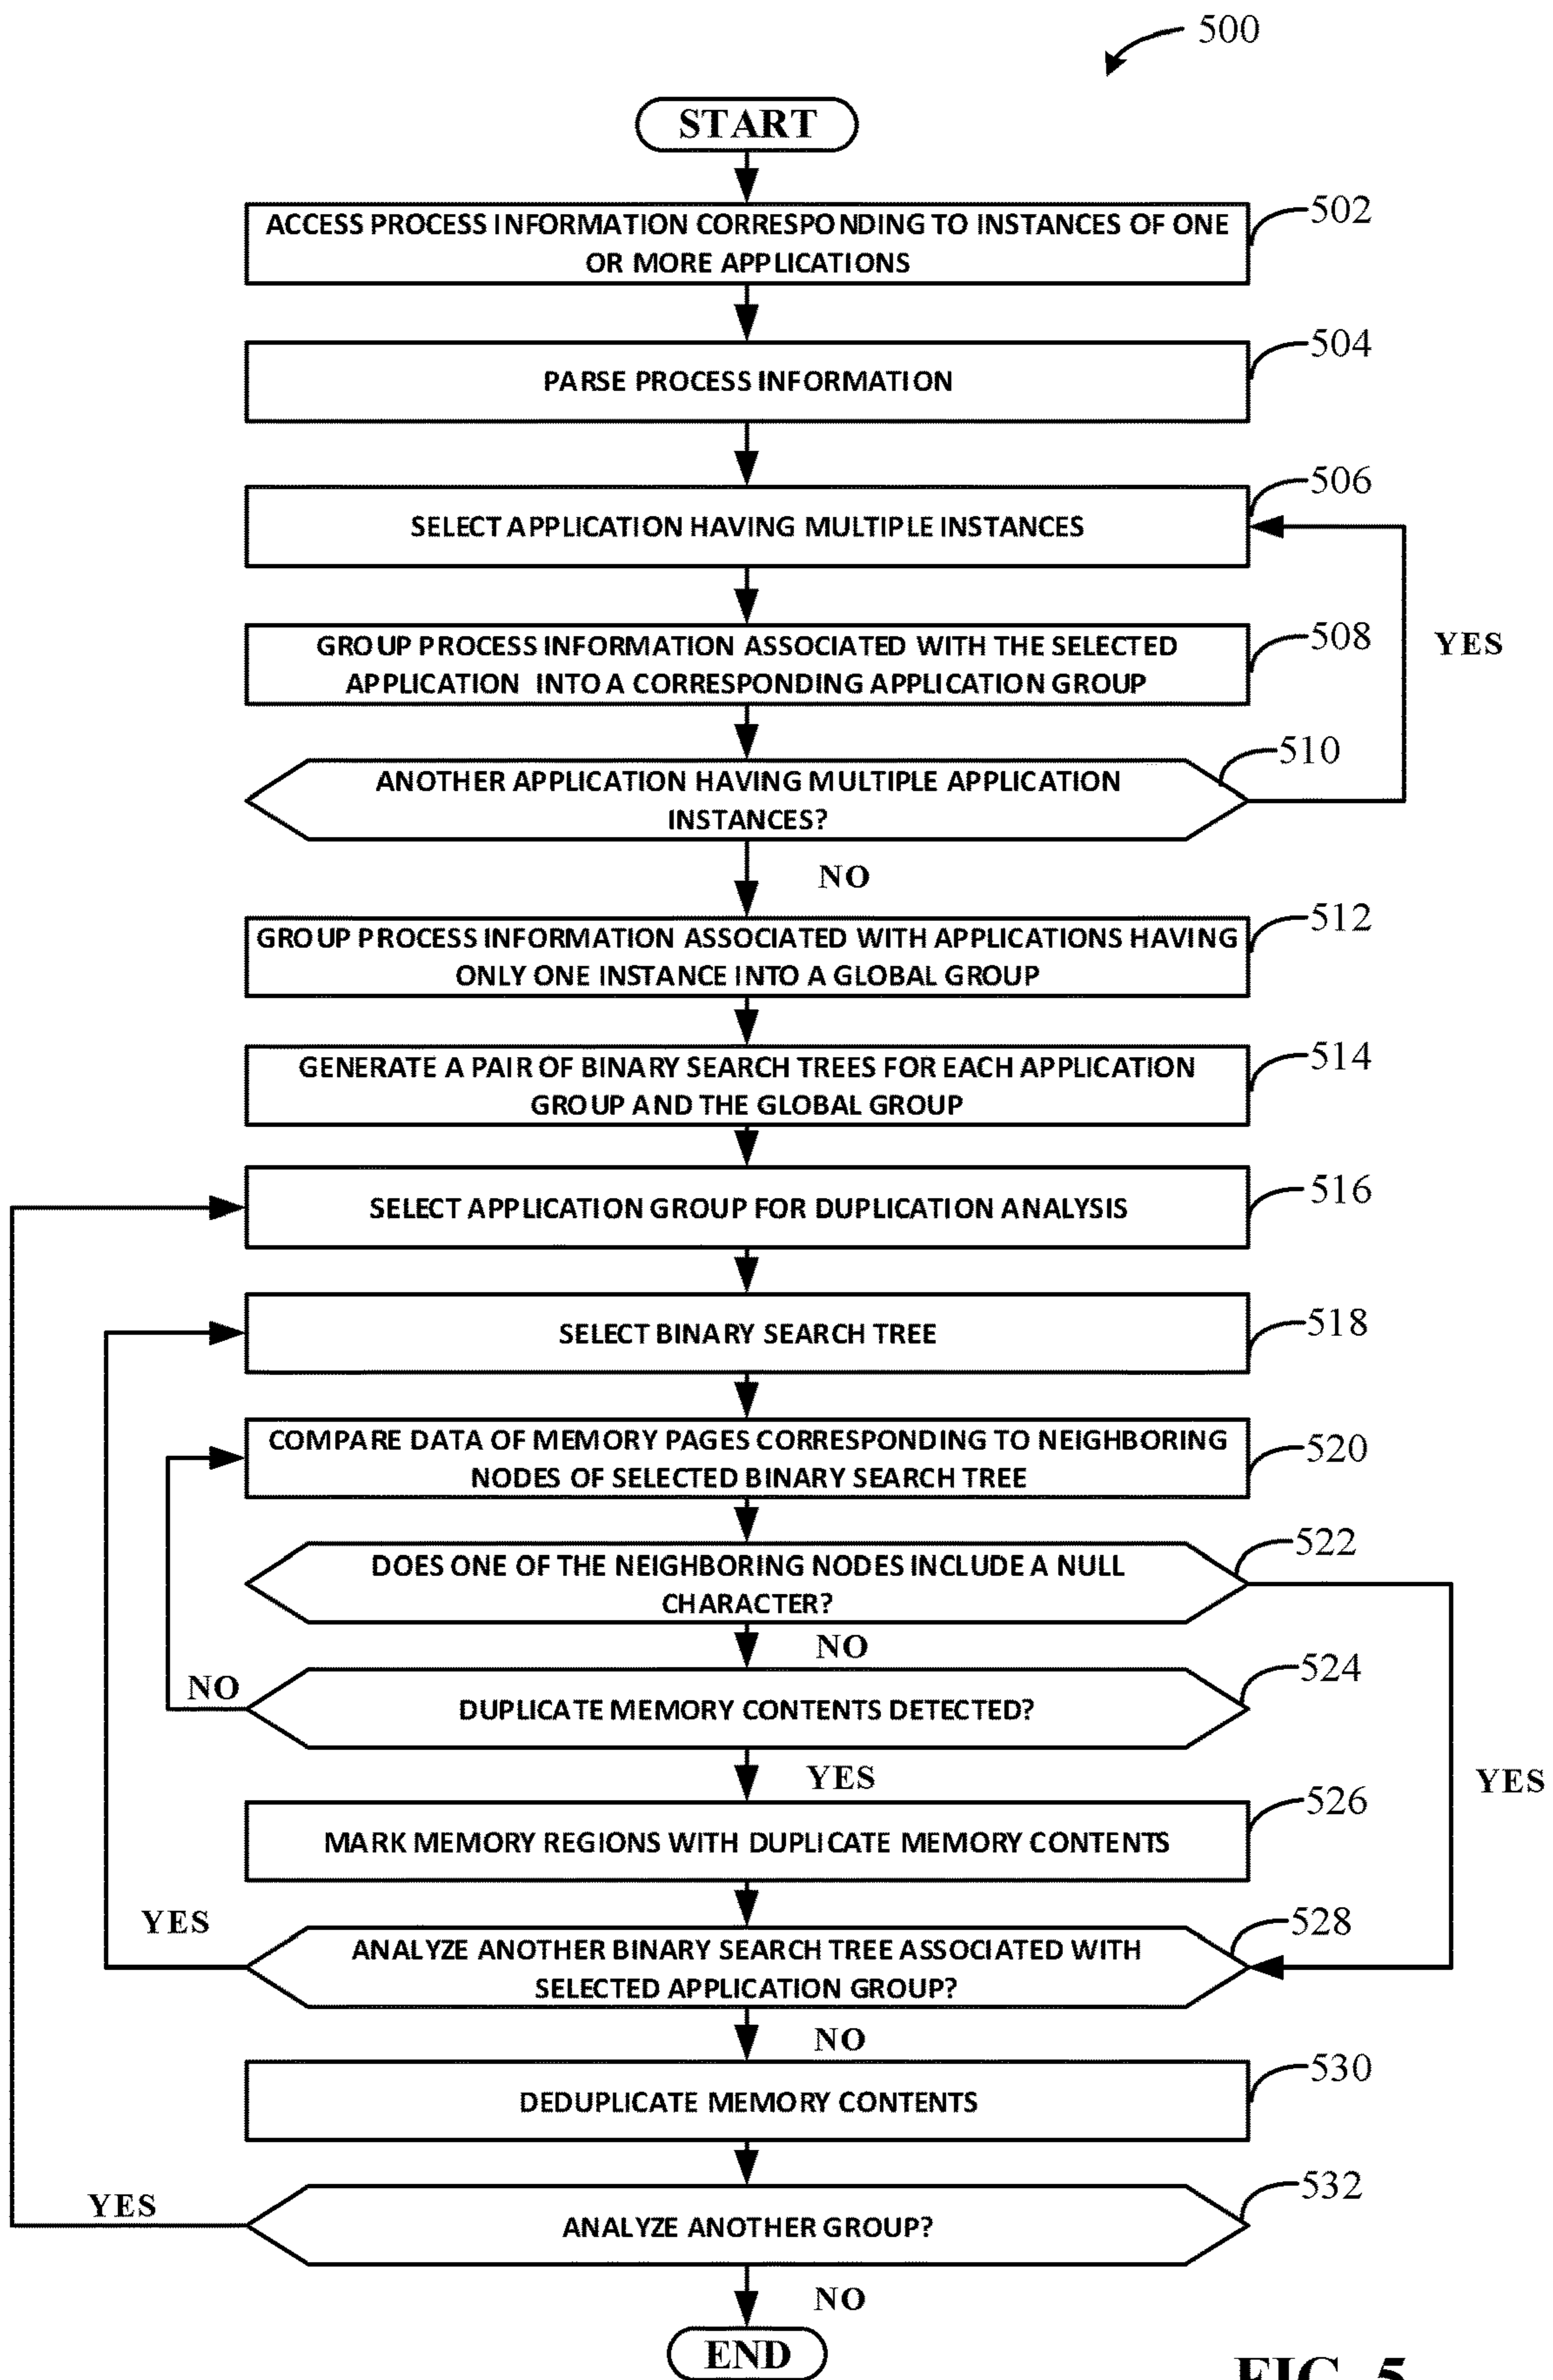 500
START
ACCESS PROCESS INFORMATION CORRESPONDING TO INSTANCES OF ONE
OR MORE APPLICATIONS
502
PARSE PROCESS INFORMATION
504
SELECT APPLICATION HAVING MULTIPLE INSTANCES
506
GROUP PROCESS INFORMATION ASSOCIATED WITH THE SELECTED
APPLICATION INTO A CORRESPONDING APPLICATION GROUP
508
YES
ANOTHER APPLICATION HAVING MULTIPLE APPLICATION
INSTANCES?
510
NO
GROUP PROCESS INFORMATION ASSOCIATED WITH APPLICATIONS HAVING
ONLY ONE INSTANCE INTO A GLOBAL GROUP
512
GENERATE A PAIR OF BINARY SEARCH TREES FOR EACH APPLICATION
GROUP AND THE GLOBAL GROUP
514
SELECT APPLICATION GROUP FOR DUPLICATION ANALYSIS
516
SELECT BINARY SEARCH TREE
518
COMPARE DATA OF MEMORY PAGES CORRESPONDING TO NEIGHBORING
NODES OF SELECTED BINARY SEARCH TREE
520
DOES ONE OF THE NEIGHBORING NODES INCLUDE A NULL
CHARACTER?
522
NO
NO
DUPLICATE MEMORY CONTENTS DETECTED?
524
YES
YES
MARK MEMORY REGIONS WITH DUPLICATE MEMORY CONTENTS
526
YES
ANALYZE ANOTHER BINARY SEARCH TREE ASSOCIATED WITH
SELECTED APPLICATION GROUP?
528
NO
DEDUPLICATE MEMORY CONTENTS
530
YES
ANALYZE ANOTHER GROUP?
532
NO
END
FIG. 5